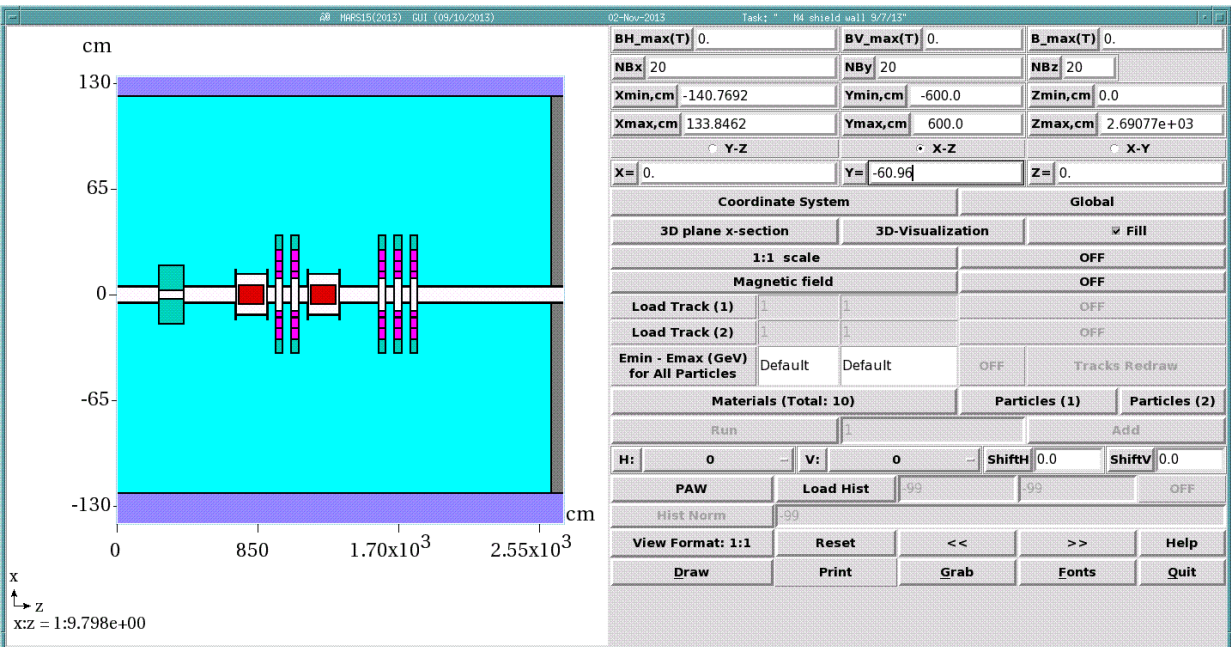 MARS15(2013) GUI (09/10/2013) 02-Nov-2013 Task: " M4 shield wall 9/7/13"
cm
130
65
0
-65
-130
cm
0 850 1.70x10^3 2.55x10^3
x
z
x:z = 1:9.798e+00
BH_max(T) 0. BV_max(T) 0. B_max(T) 0.
NBx 20 NBy 20 NBz 20
Xmin,cm -140.7692 Ymin,cm -600.0 Zmin,cm 0.0
Xmax,cm 133.8462 Ymax,cm 600.0 Zmax,cm 2.69077e+03
Y-Z X-Z X-Y
X= 0. Y= -60.96 Z= 0.
Coordinate System Global
3D plane x-section 3D-Visualization Fill
1:1 scale OFF
Magnetic field OFF
Load Track (1) 1 1 OFF
Load Track (2) 1 1 OFF
Emin - Emax (GeV)
for All Particles Default Default OFF Tracks Redraw
Materials (Total: 10) Particles (1) Particles (2)
Run 1 Add
H: 0 V: 0 ShiftH 0.0 ShiftV 0.0
PAW Load Hist -99 -99 OFF
Hist Norm -99
View Format: 1:1 Reset << >> Help
Draw Print Grab Fonts Quit